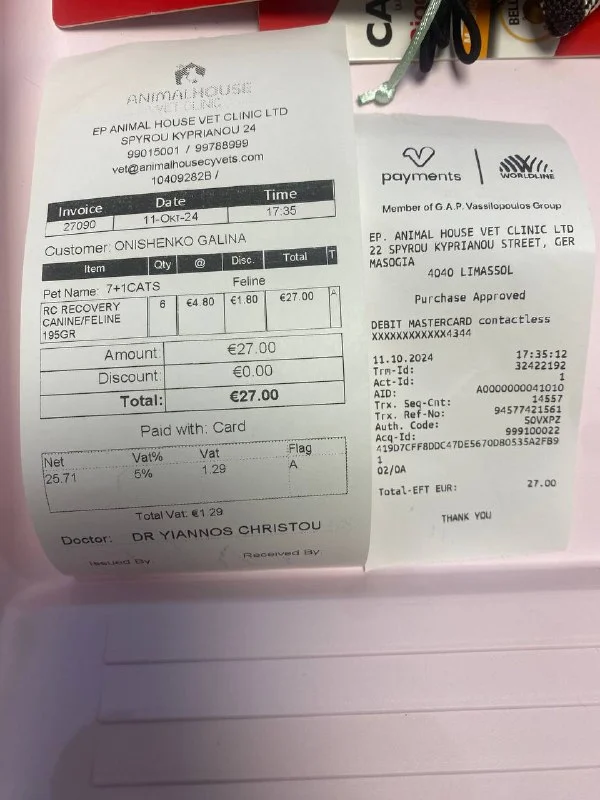 ANIMALHOUSE
VET CLINIC
EP ANIMAL HOUSE VET CLINIC LTD
SPYROU KYPRIANOU 24
99015001 / 99788999
vet@animalhousecyvets.com
10409282B /
Invoice Date Time
27090 11-Οκτ-24 17:35
Customer: ONISHENKO GALINA
Item Qty @ Disc. Total T
Pet Name: 7+1CATS Feline
RC RECOVERY 6 €4.80 €1.80 €27.00 A
CANINE/FELINE
195GR
Amount: €27.00
Discount: €0.00
Total: €27.00
Paid with: Card
Net Vat% Vat Flag
25.71 5% 1.29 A
Total Vat: €1.29
Doctor: DR YIANNOS CHRISTOU
Issued By Received By
payments WORLDLINE
Member of G.A.P. Vassilopoulos Group
EP. ANIMAL HOUSE VET CLINIC LTD
22 SPYROU KYPRIANOU STREET, GER
MASOGIA
4040 LIMASSOL
Purchase Approved
DEBIT MASTERCARD contactless
XXXXXXXXXXXX4344
11.10.2024 17:35:12
Trm-Id: 32422192
Act-Id: 1
AID: A0000000041010
Trx. Seq-Cnt: 14557
Trx. Ref-No: 94577421561
Auth. Code: S0VXPZ
Acq-Id: 999100022
419D7CFF8DDC47DE5670D80535A2FB9
1
02/0A
Total-EFT EUR: 27.00
THANK YOU
CA
BEL